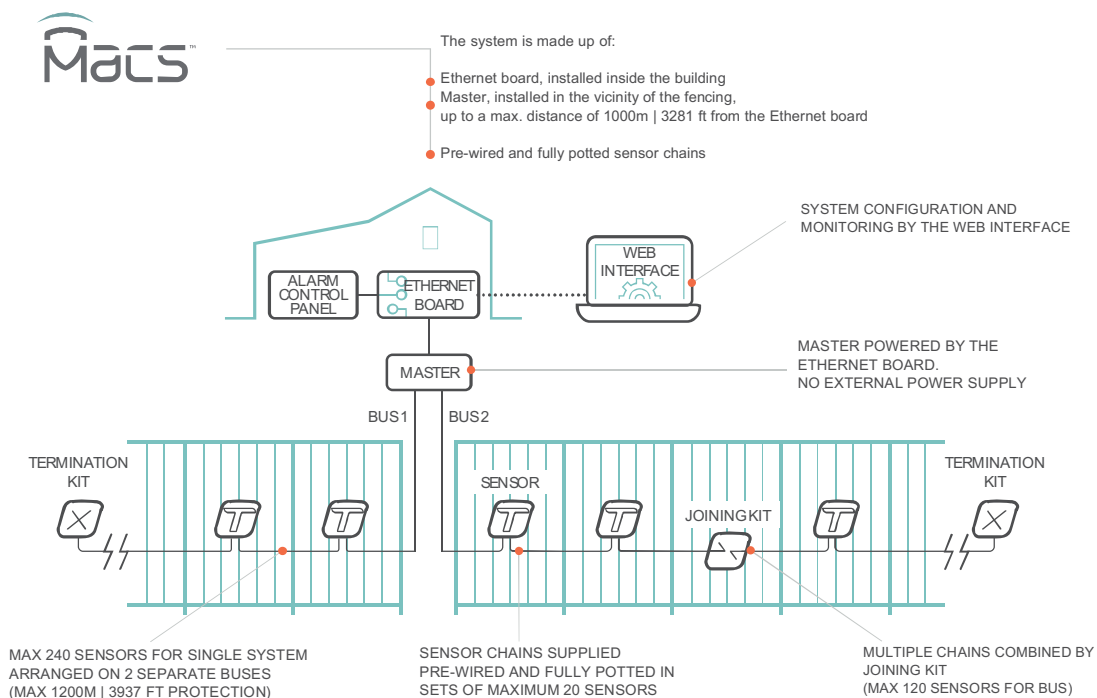 Macs™
The system is made up of:
Ethernet board, installed inside the building
Master, installed in the vicinity of the fencing,
up to a max. distance of 1000m | 3281 ft from the Ethernet board
Pre-wired and fully potted sensor chains
SYSTEM CONFIGURATION AND
MONITORING BY THE WEB INTERFACE
WEB
INTERFACE
ALARM
CONTROL
PANEL
ETHERNET
BOARD
MASTER POWERED BY THE
ETHERNET BOARD.
NO EXTERNAL POWER SUPPLY
MASTER
BUS1
BUS2
TERMINATION
KIT
SENSOR
JOINING KIT
TERMINATION
KIT
MAX 240 SENSORS FOR SINGLE SYSTEM
ARRANGED ON 2 SEPARATE BUSES
(MAX 1200M | 3937 FT PROTECTION)
SENSOR CHAINS SUPPLIED
PRE-WIRED AND FULLY POTTED IN
SETS OF MAXIMUM 20 SENSORS
MULTIPLE CHAINS COMBINED BY
JOINING KIT
(MAX 120 SENSORS FOR BUS)